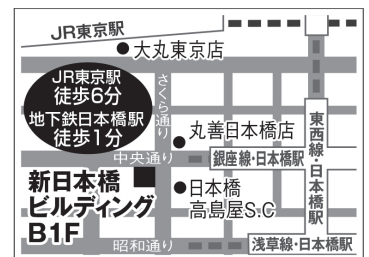 JR東京駅
大丸東京店
JR東京駅
徒歩6分
地下鉄日本橋駅
徒歩1分
さくら通り
丸善日本橋店
中央通り
銀座線・日本橋駅
東西線・日本橋駅
新日本橋
ビルディング
B1F
日本橋
高島屋S.C
昭和通り
浅草線・日本橋駅